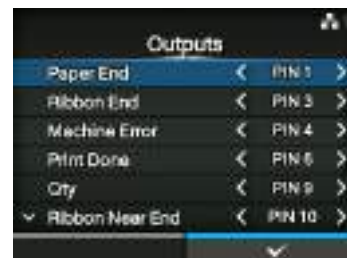 Outputs
Paper End < PIN 1 >
Ribbon End < PIN 3 >
Machine Error < PIN 4 >
Print Done < PIN 6 >
Qty < PIN 9 >
Ribbon Near End < PIN 10 >